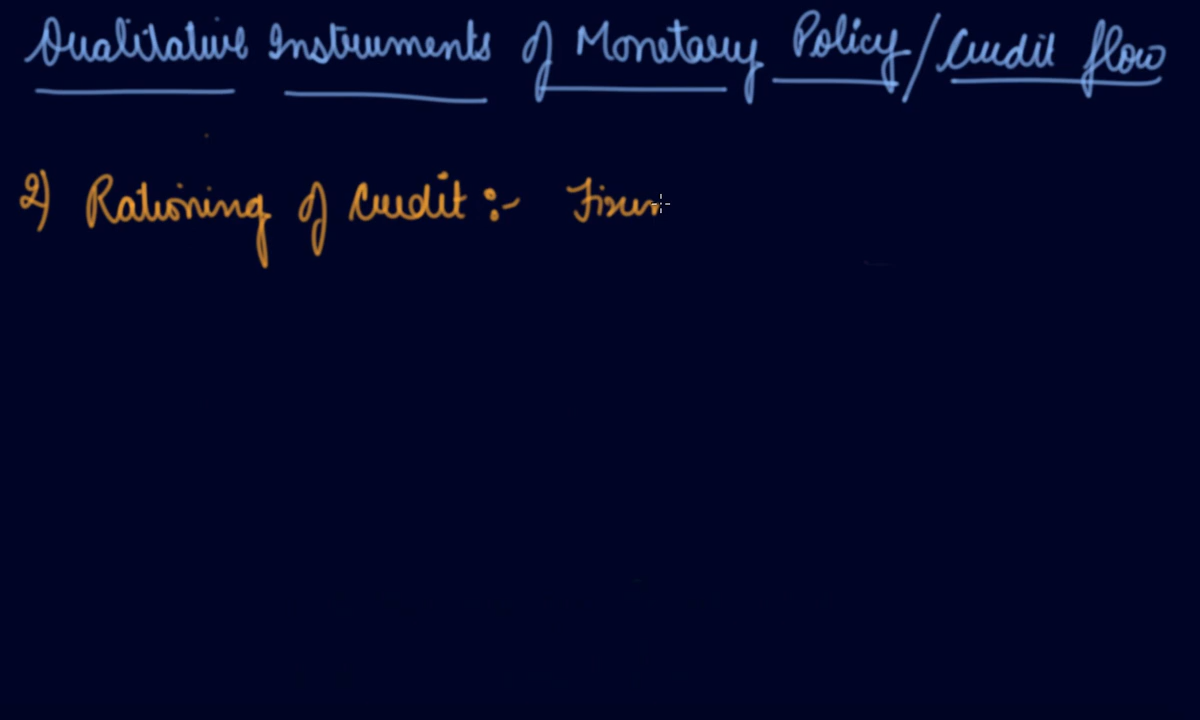 Qualitative Instruments of Monetary Policy/Credit flow
2) Rationing of Credit :-